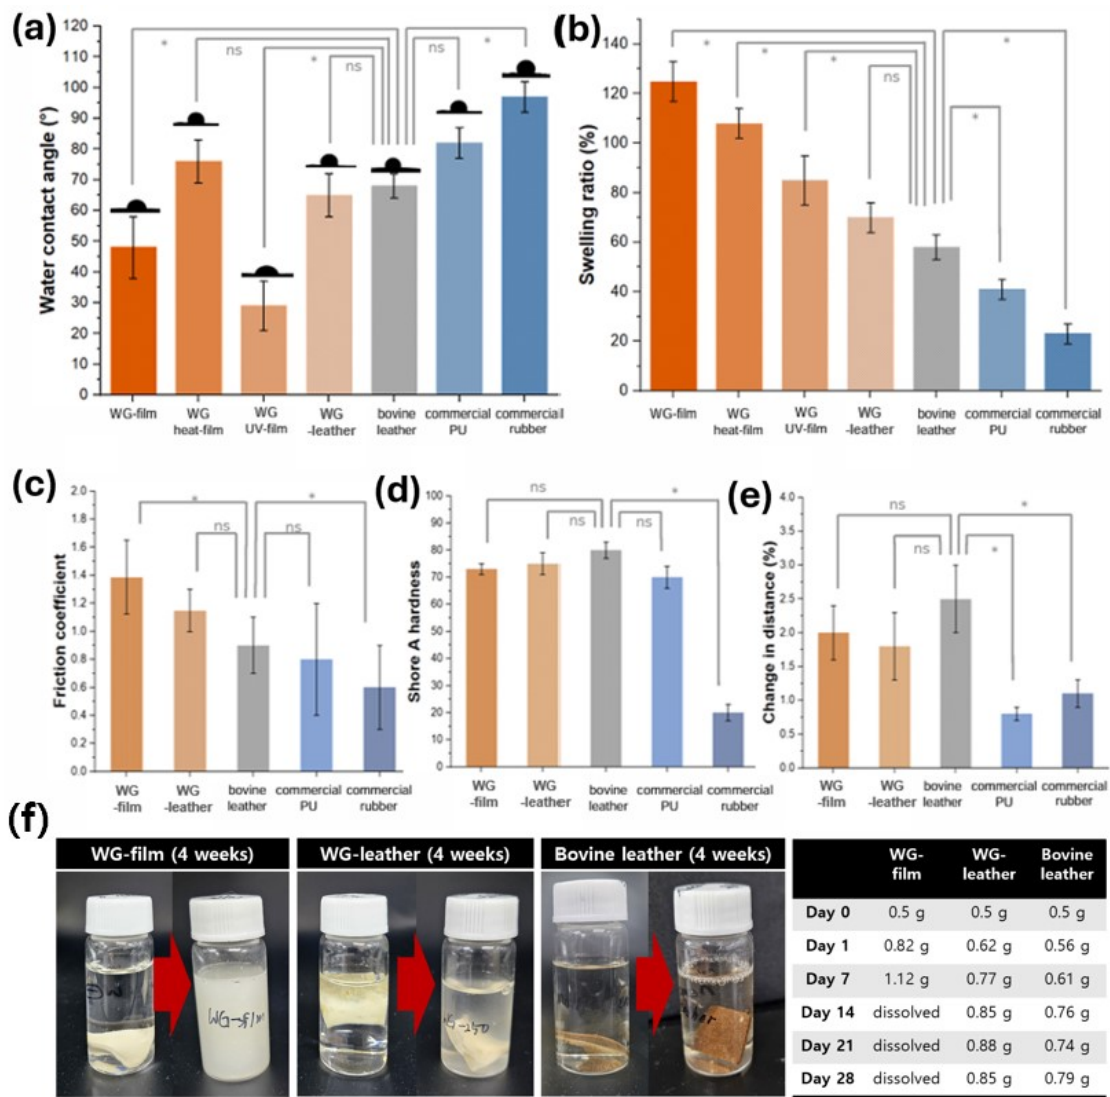 (a)
120
110
100
90
80
70
60
50
40
30
20
10
0
Water contact angle (°)
*
ns
*
ns
ns
*
WG-film
WG
heat-film
WG
UV-film
WG
-leather
bovine
leather
commercial
PU
commercial
rubber
(b)
140
120
100
80
60
40
20
0
Swelling ratio (%)
*
*
*
ns
*
*
WG-film
WG
heat-film
WG
UV-film
WG
-leather
bovine
leather
commercial
PU
commercial
rubber
(c)
2.0
1.8
1.6
1.4
1.2
1.0
0.8
0.6
0.4
0.2
0.0
Friction coefficient
*
*
ns
ns
WG
-film
WG
-leather
bovine
leather
commercial
PU
commercial
rubber
(d)
100
90
80
70
60
50
40
30
20
10
0
Shore A hardness
ns
*
ns
ns
WG
-film
WG
-leather
bovine
leather
commercial
PU
commercial
rubber
(e)
4.0
3.5
3.0
2.5
2.0
1.5
1.0
0.5
0.0
Change in distance (%)
ns
*
ns
*
WG
-film
WG
-leather
bovine
leather
commercial
PU
commercial
rubber
(f)
WG-film (4 weeks)
WG-leather (4 weeks)
Bovine leather (4 weeks)
WG-film WG-leather Bovine leather
Day 0 0.5 g 0.5 g 0.5 g
Day 1 0.82 g 0.62 g 0.56 g
Day 7 1.12 g 0.77 g 0.61 g
Day 14 dissolved 0.85 g 0.76 g
Day 21 dissolved 0.88 g 0.74 g
Day 28 dissolved 0.85 g 0.79 g